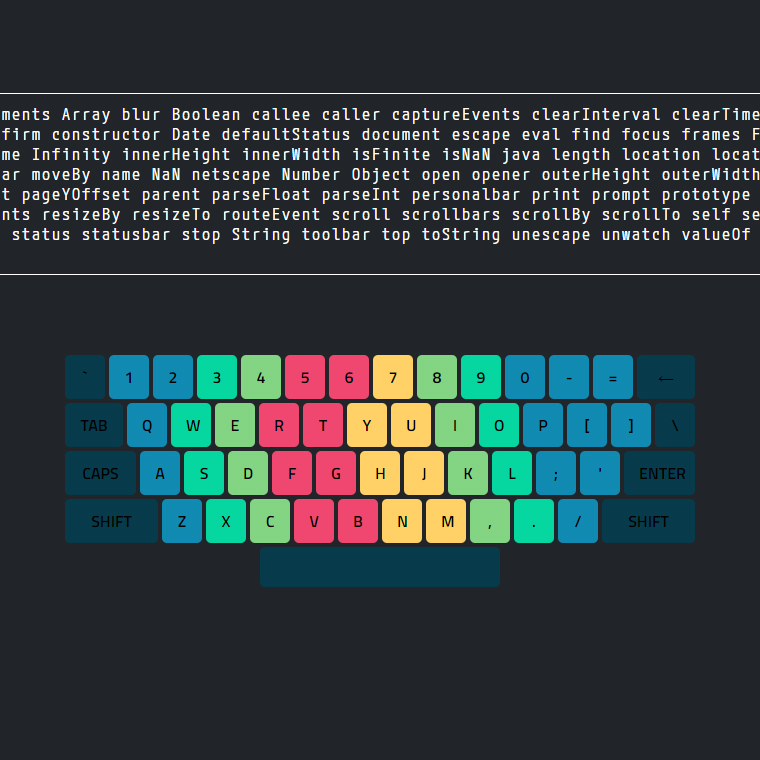 ments Array blur Boolean callee caller captureEvents clearInterval clearTime
firm constructor Date defaultStatus document escape eval find focus frames F
me Infinity innerHeight innerWidth isFinite isNaN java length location locat
ar moveBy name NaN netscape Number Object open opener outerHeight outerWidth
t pageYOffset parent parseFloat parseInt personalbar print prompt prototype
nts resizeBy resizeTo routeEvent scroll scrollbars scrollBy scrollTo self se
status statusbar stop String toolbar top toString unescape unwatch valueOf
` 1 2 3 4 5 6 7 8 9 0 - = ←
TAB Q W E R T Y U I O P [ ] \
CAPS A S D F G H J K L ; ' ENTER
SHIFT Z X C V B N M , . / SHIFT